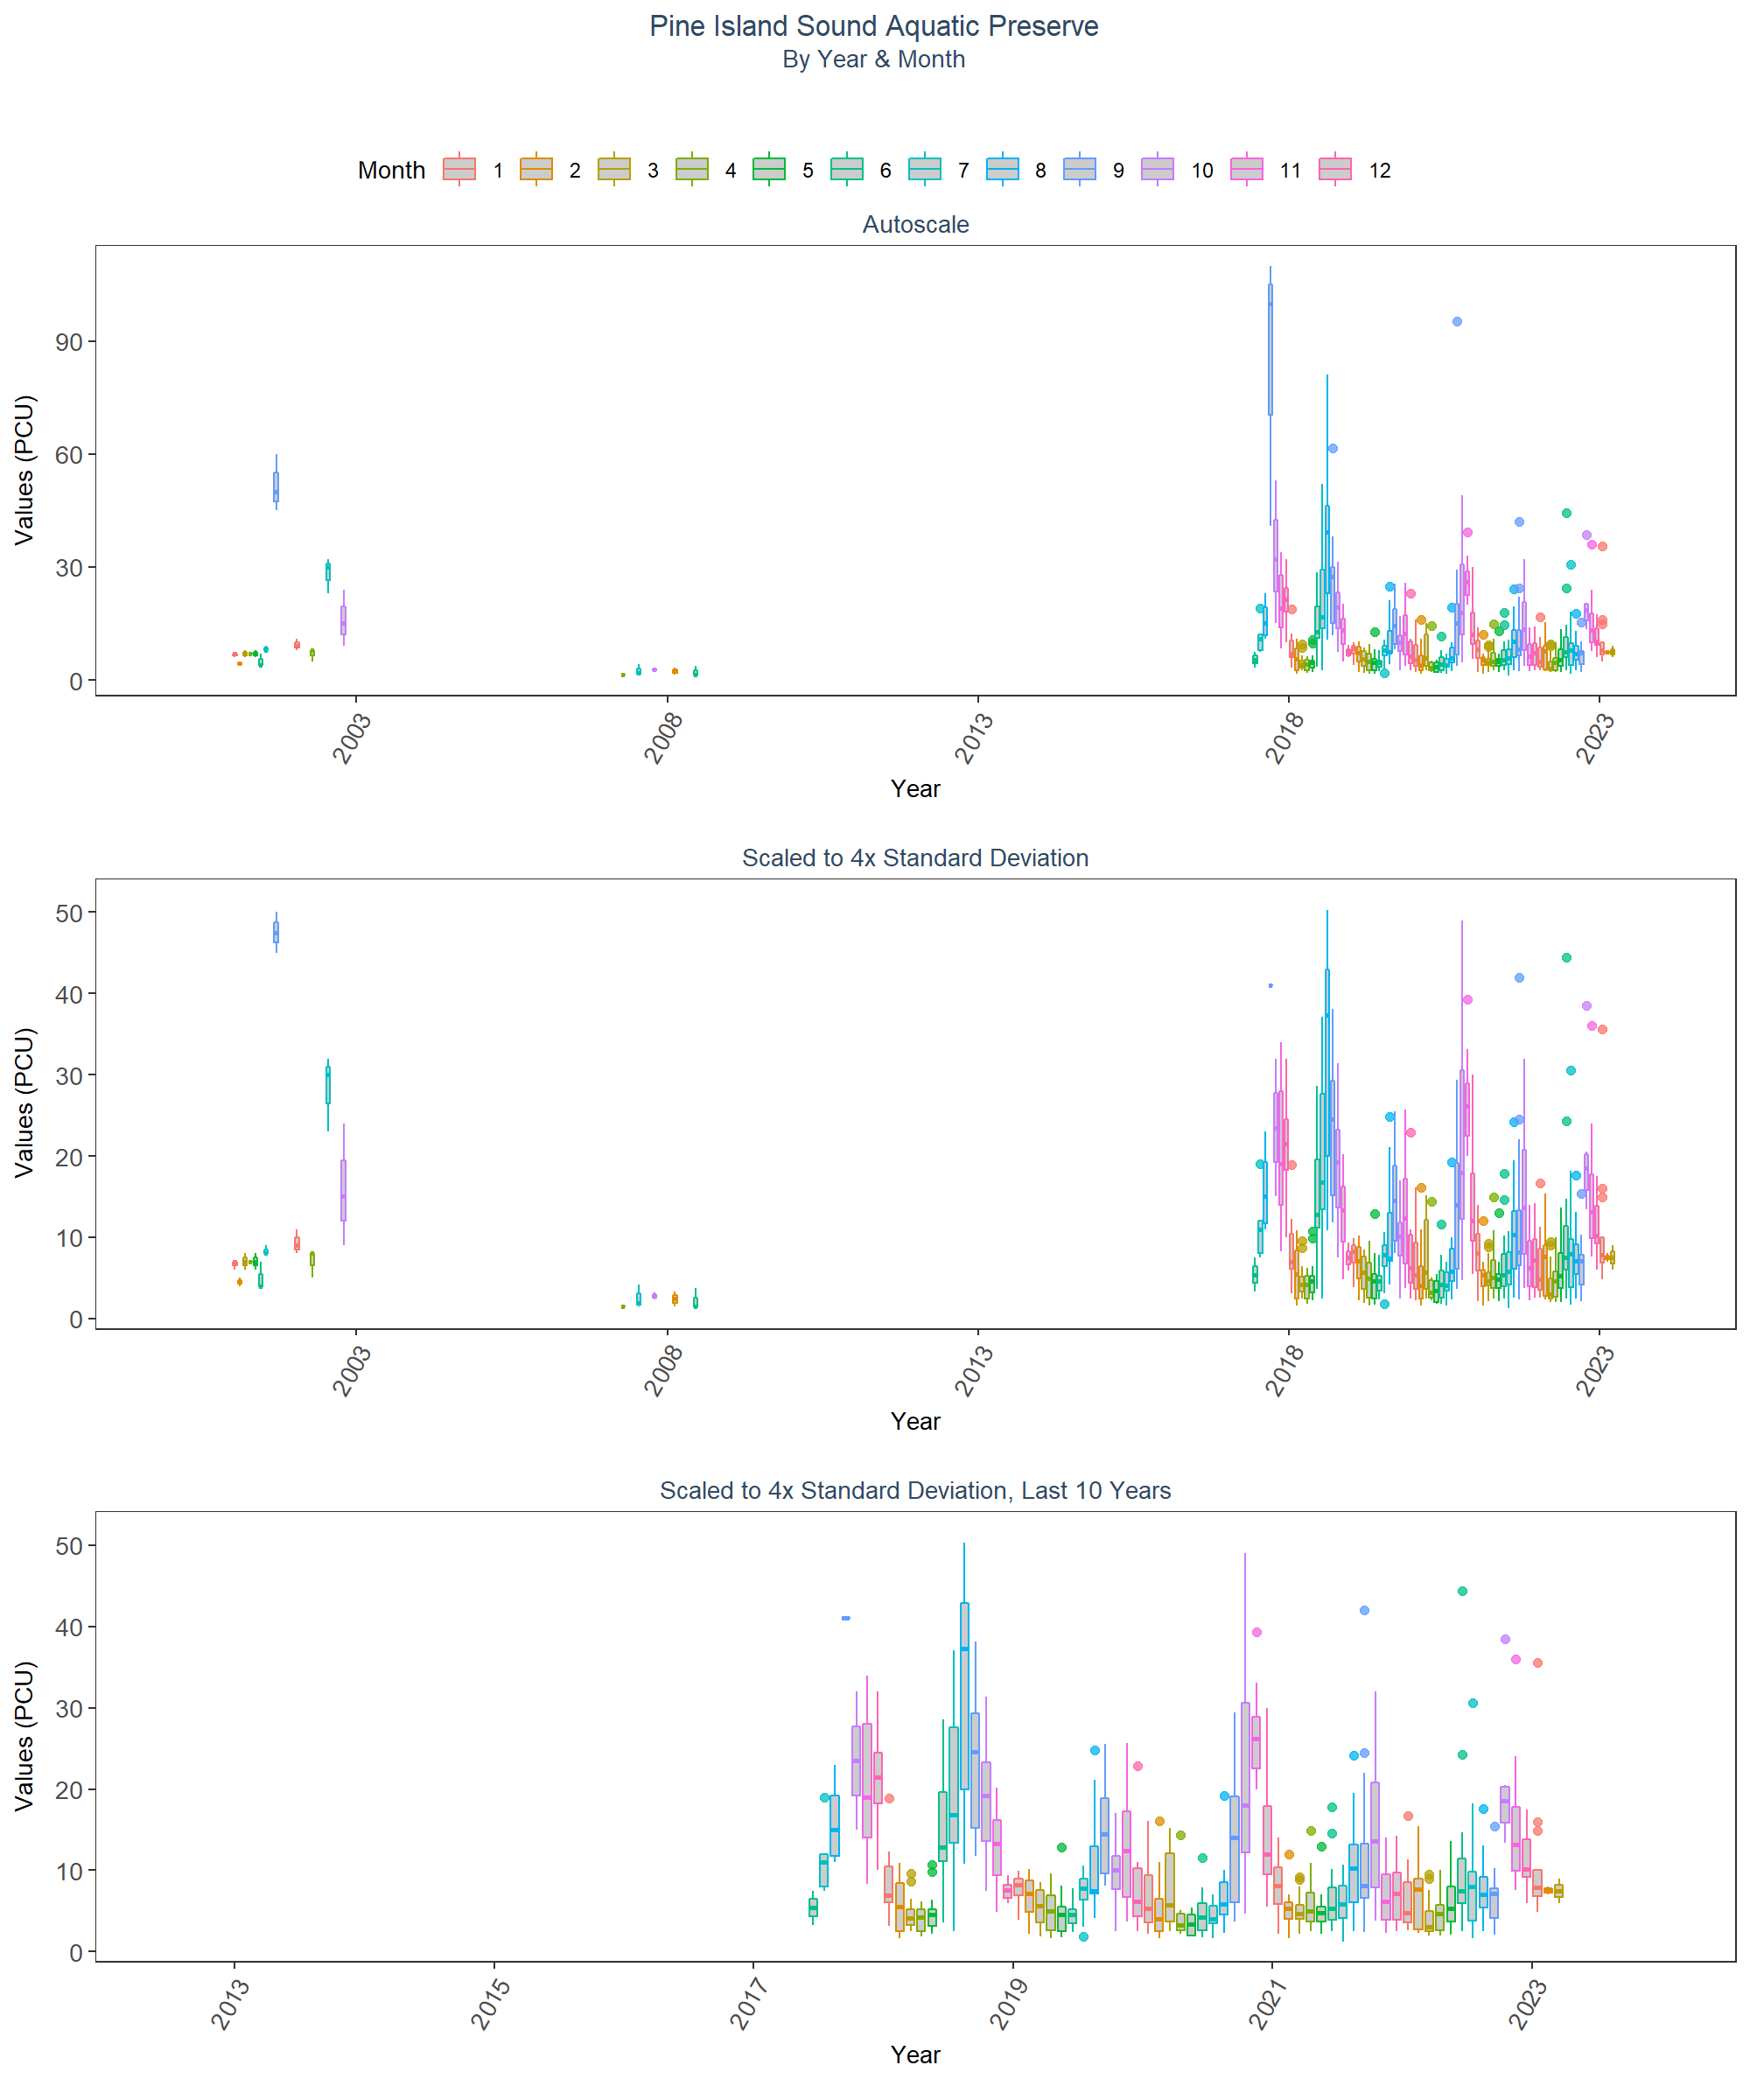 Pine Island Sound Aquatic Preserve
By Year & Month
Month 1 2 3 4 5 6 7 8 9 10 11 12
Autoscale
Values (PCU)
90
60
30
0
2003 2008 2013 2018 2023
Year
Scaled to 4x Standard Deviation
Values (PCU)
50
40
30
20
10
0
2003 2008 2013 2018 2023
Year
Scaled to 4x Standard Deviation, Last 10 Years
Values (PCU)
50
40
30
20
10
0
2013 2015 2017 2019 2021 2023
Year